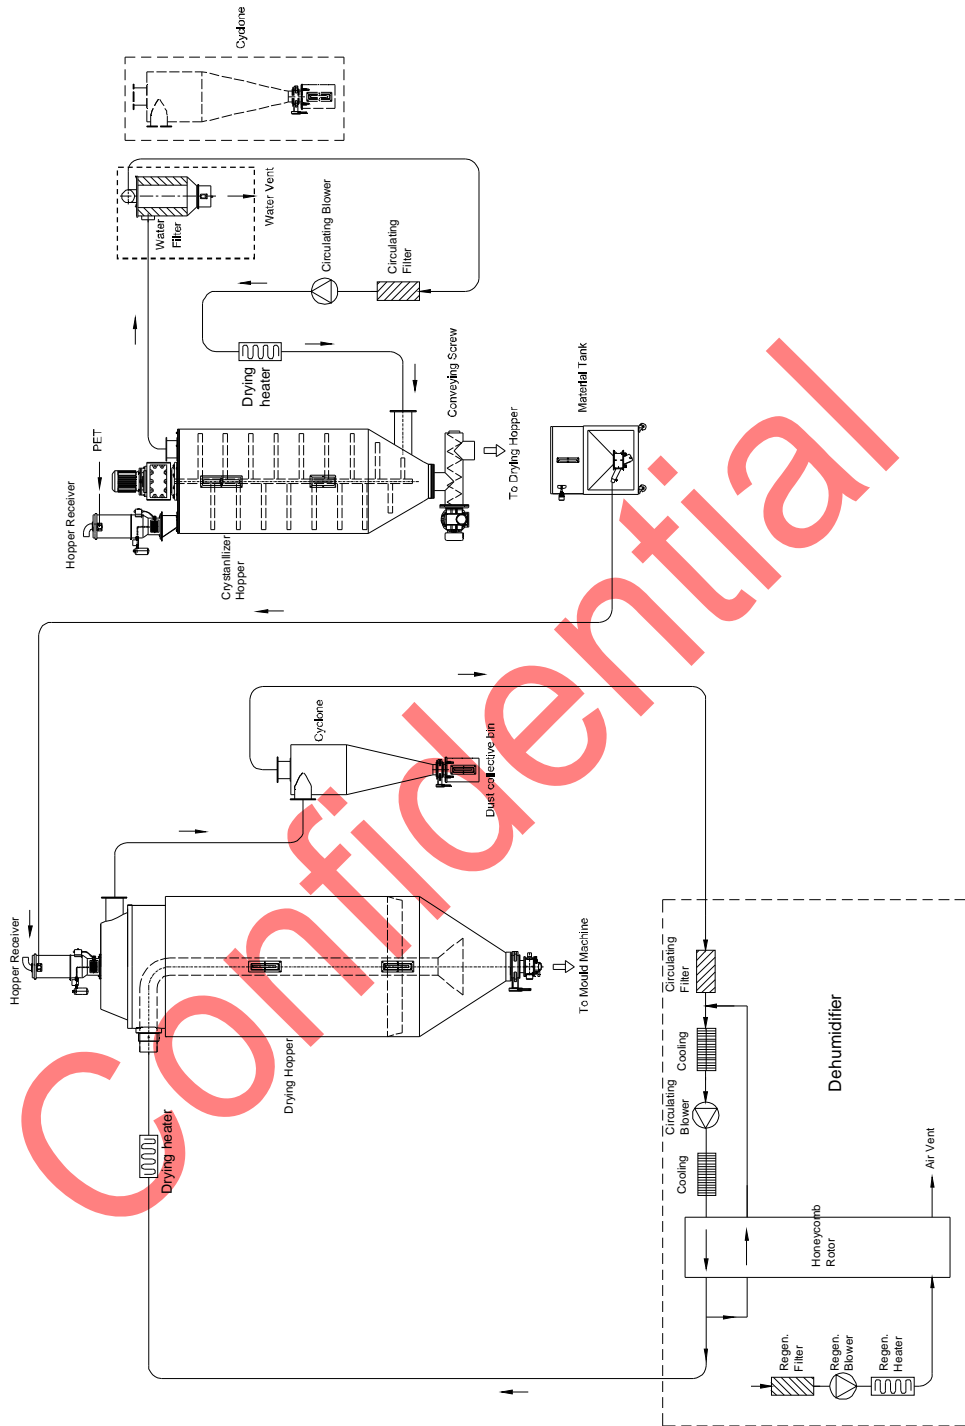 Cyclone
Water
Filter
Water Vent
Circulating Blower
Circulating
Filter
Drying
heater
PET
Hopper Receiver
Crystanllizer
Hopper
Conveying Screw
To Drying Hopper
Material Tank
Cyclone
Dust collective bin
Hopper Receiver
Drying Hopper
To Mould Machine
Drying heater
Circulating
Filter
Cooling
Circulating
Blower
Cooling
Dehumidifier
Air Vent
Honeycomb
Rotor
Regen.
Filter
Regen.
Blower
Regen.
Heater
Confidential